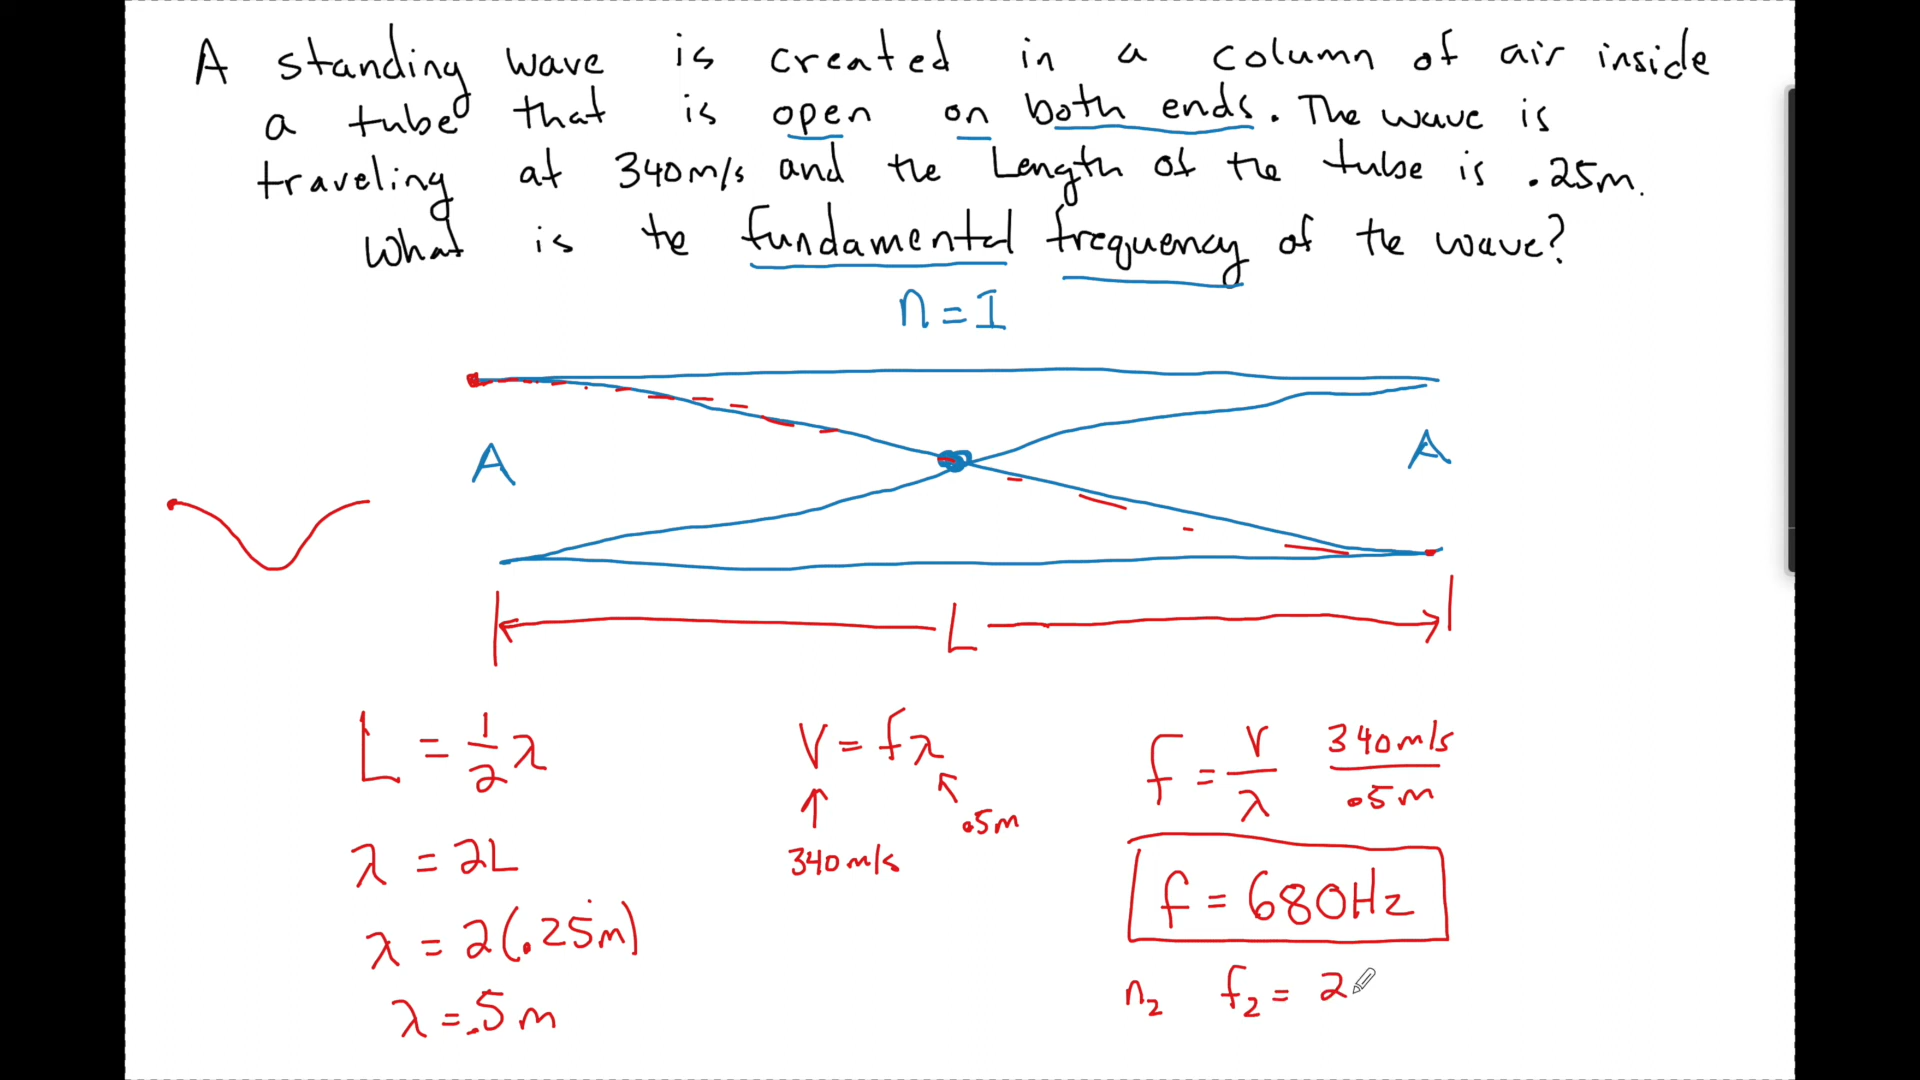 A standing wave is created in a column of air inside
a tube that is open on both ends. The wave is
traveling at 340m/s and the Length of the tube is .25m.
What is the fundamental frequency of the wave?
n = 1
A A
L
L = 1/2 λ
λ = 2L
λ = 2(.25m)
λ = .5m
V = fλ
.5m
340m/s
f = V/λ 340m/s / .5m
f = 680Hz
n₂ f₂ = 2